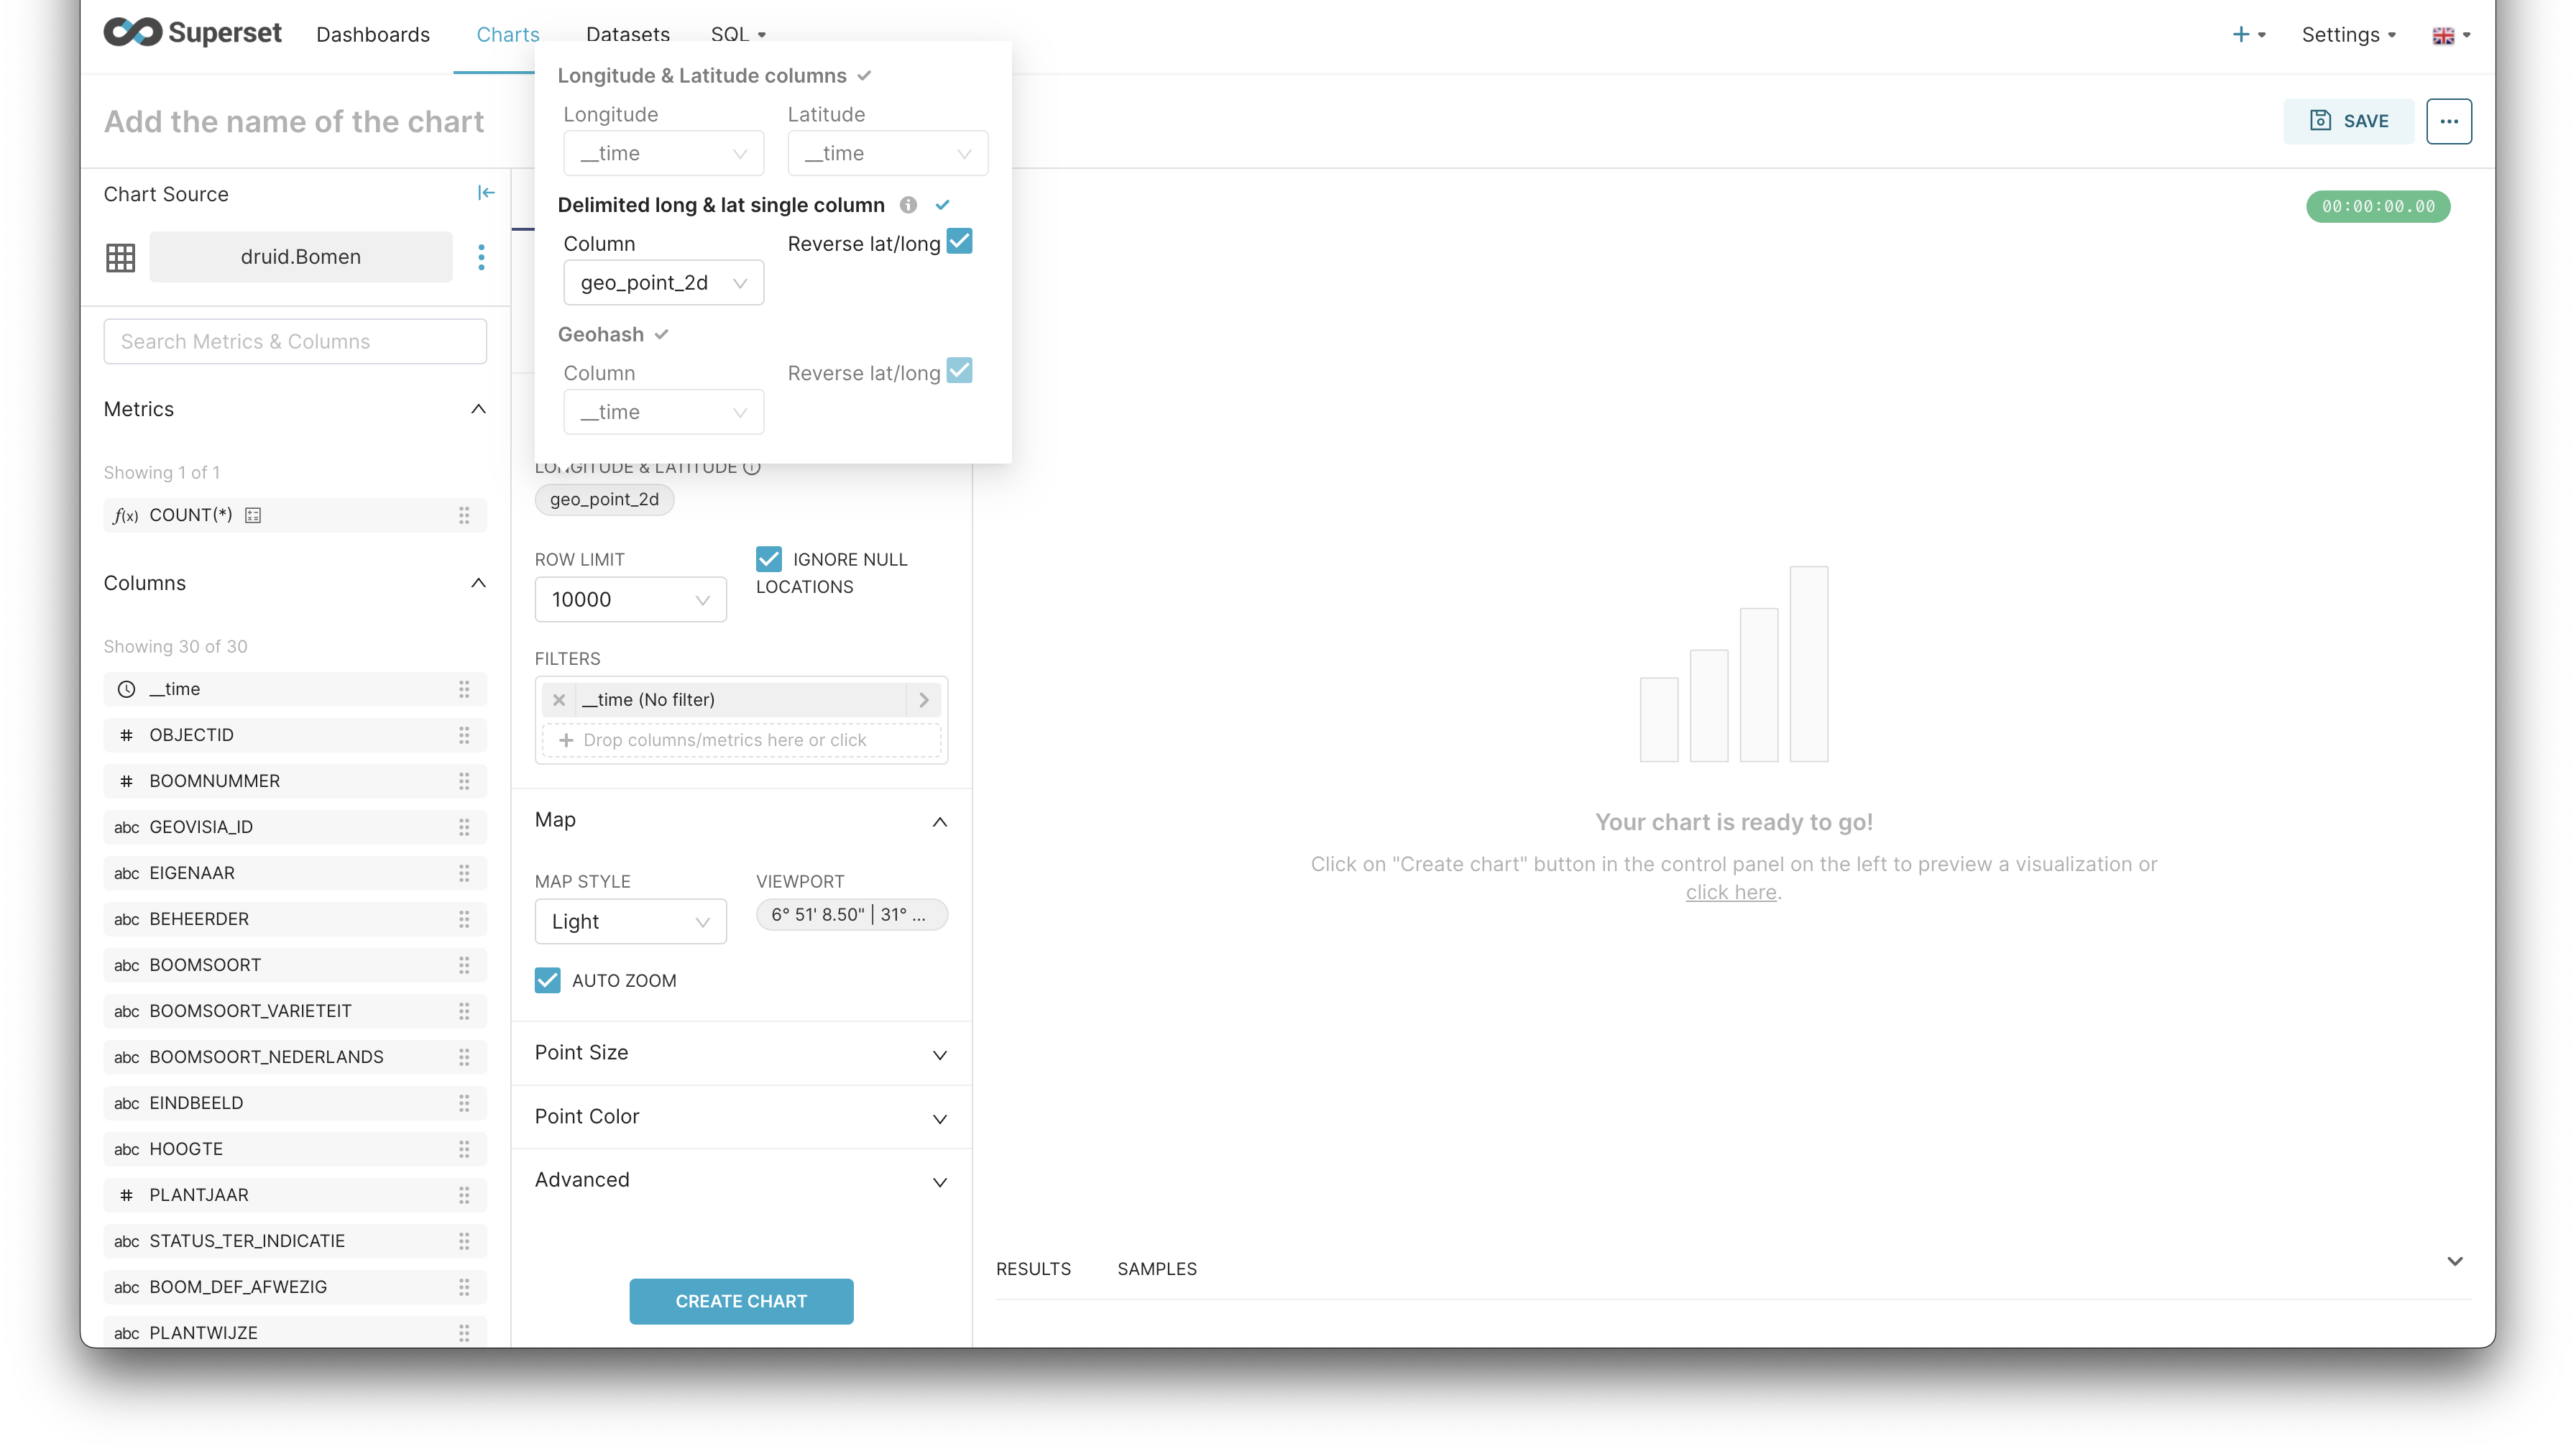 Superset Dashboards Charts Datasets SQL Settings
Longitude & Latitude columns
Add the name of the chart
SAVE
Longitude Latitude
__time __time
Chart Source
Delimited long & lat single column
00:00:00.00
druid.Bomen
Column Reverse lat/long
geo_point_2d
Search Metrics & Columns
Geohash
Column Reverse lat/long
__time
Metrics
Showing 1 of 1
f(x) COUNT(*)
Columns
Showing 30 of 30
__time
# OBJECTID
# BOOMNUMMER
abc GEOVISIA_ID
abc EIGENAAR
abc BEHEERDER
abc BOOMSOORT
abc BOOMSOORT_VARIETEIT
abc BOOMSOORT_NEDERLANDS
abc EINDBEELD
abc HOOGTE
# PLANTJAAR
abc STATUS_TER_INDICATIE
abc BOOM_DEF_AFWEZIG
abc PLANTWIJZE
LONGITUDE & LATITUDE
geo_point_2d
ROW LIMIT
10000
IGNORE NULL
LOCATIONS
FILTERS
__time (No filter)
+ Drop columns/metrics here or click
Map
MAP STYLE VIEWPORT
Light 6° 51' 8.50" | 31° ...
AUTO ZOOM
Point Size
Point Color
Advanced
CREATE CHART
Your chart is ready to go!
Click on "Create chart" button in the control panel on the left to preview a visualization or
click here.
RESULTS SAMPLES